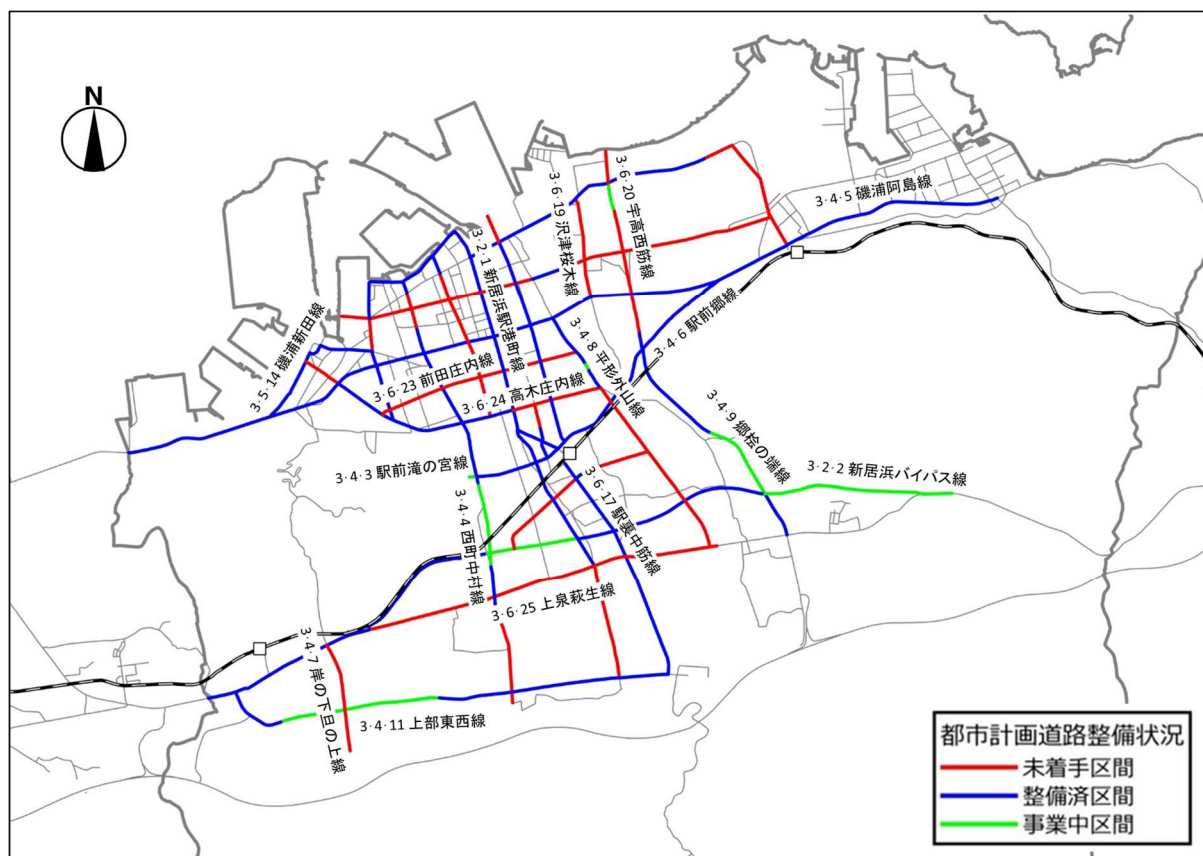 N
3・6・20 宇高西筋線
3・6・19 沢津桜木線
3・4・5 磯浦阿島線
3・2・1 新居浜駅港町線
3・4・6 駅前郷線
3・5・14 磯浦新田線
3・4・8 平形外山線
3・6・23 前田庄内線
3・6・24 高木庄内線
3・4・9 郷桧の端線
3・4・3 駅前滝の宮線
3・2・2 新居浜バイパス線
3・6・17 駅裏中筋線
3・4・4 西町中村線
3・6・25 上泉萩生線
3・4・7 岸の下旦の上線
3・4・11 上部東西線
都市計画道路整備状況
未着手区間
整備済区間
事業中区間